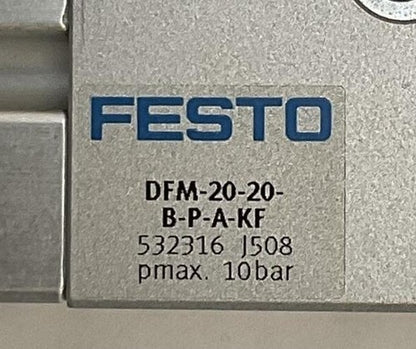 FESTO
DFM-20-20-
B-P-A-KF
532316 J508
pmax. 10bar